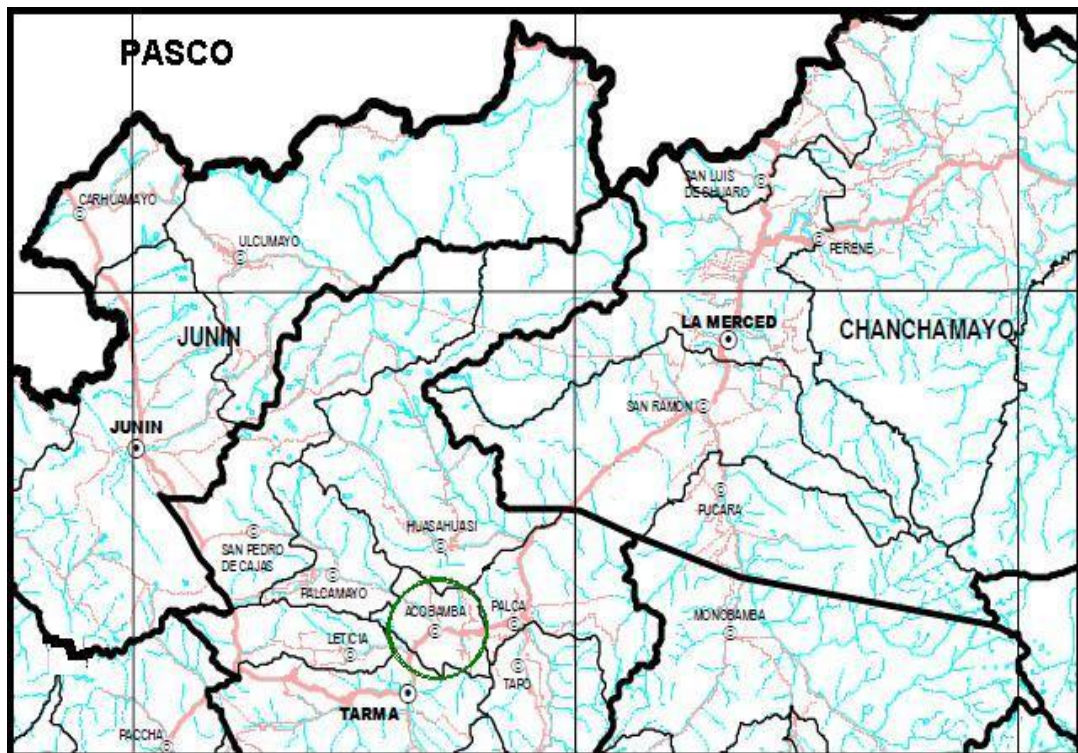 PASCO
SAN LUIS
DE SHUARO
CARHUAMAYO
ULCUMAYO
PERENE
LA MERCED
CHANCHAMAYO
JUNIN
SAN RAMON
JUNIN
PUCARA
HUASAHUASI
SAN PEDRO
DE CAJAS
PALCAMAYO
ACOBAMBA
PALCA
MONOBAMBA
LETICIA
TAPO
TARMA
PACCHA